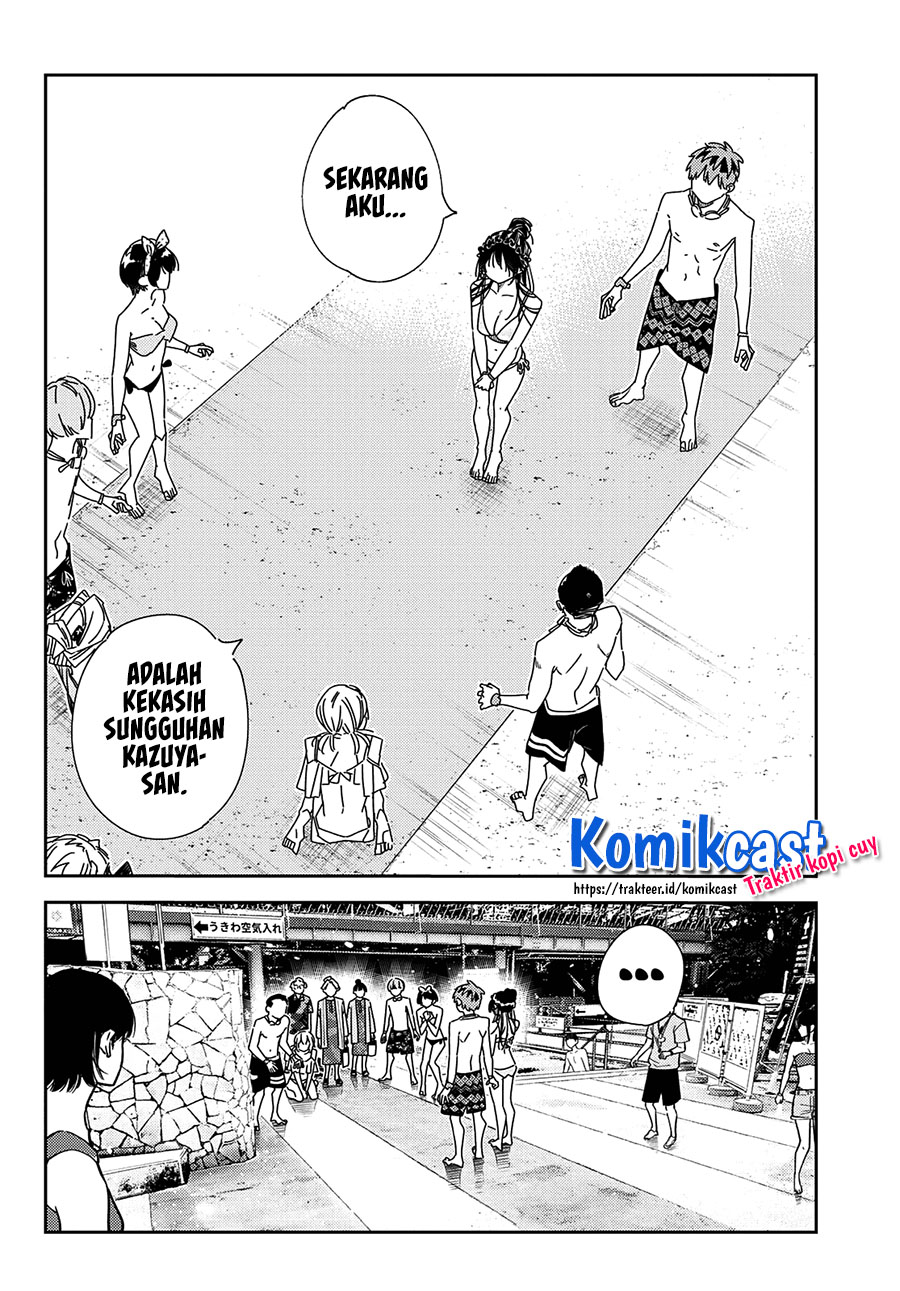 SEKARANG
AKU...
ADALAH
KEKASIH
SUNGGUHAN
KAZUYA-
SAN.
Komikcast
Traktir kopi cuy
https://trakteer.id/komikcast
←うきわ空気入れ
...